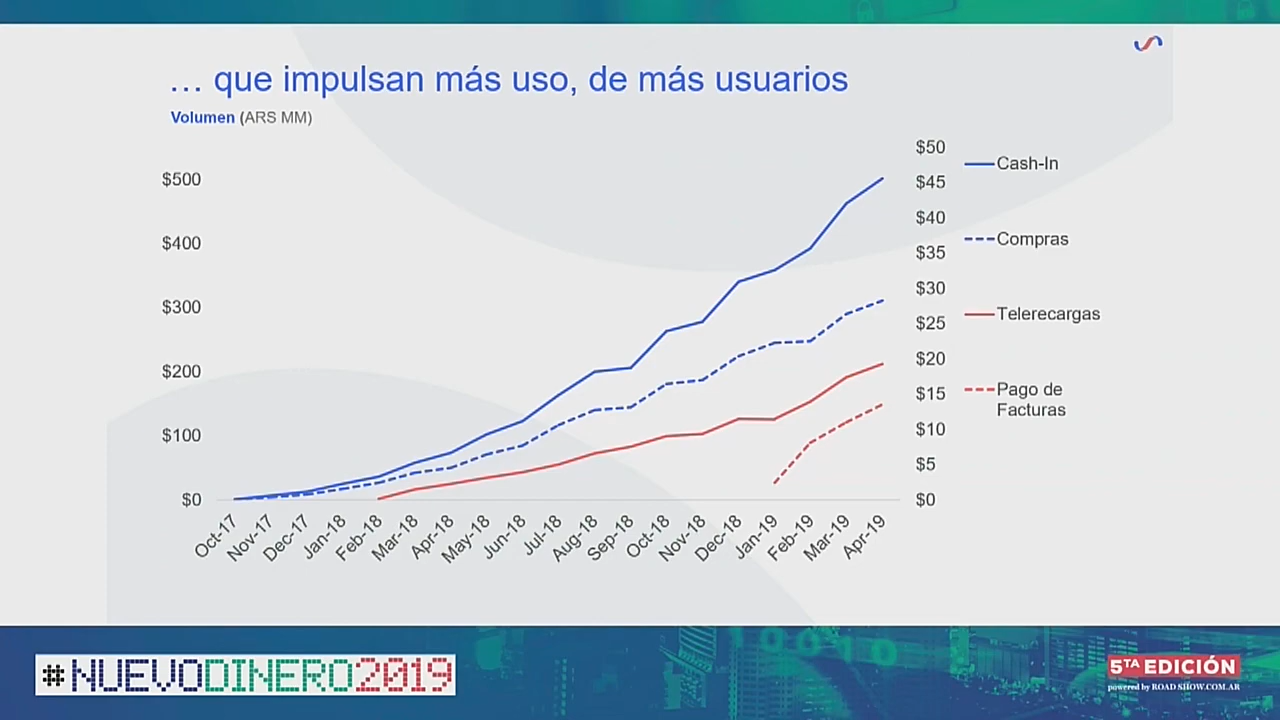 … que impulsan más uso, de más usuarios
Volumen (ARS MM)
$500
$400
$300
$200
$100
$0
$50
$45
$40
$35
$30
$25
$20
$15
$10
$5
$0
Cash-In
Compras
Telerecargas
Pago de
Facturas
Oct-17
Nov-17
Dec-17
Jan-18
Feb-18
Mar-18
Apr-18
May-18
Jun-18
Jul-18
Aug-18
Sep-18
Oct-18
Nov-18
Dec-18
Jan-19
Feb-19
Mar-19
Apr-19
#NUEVODINERO2019
5TA EDICIÓN
powered by ROAD SHOW.COM.AR